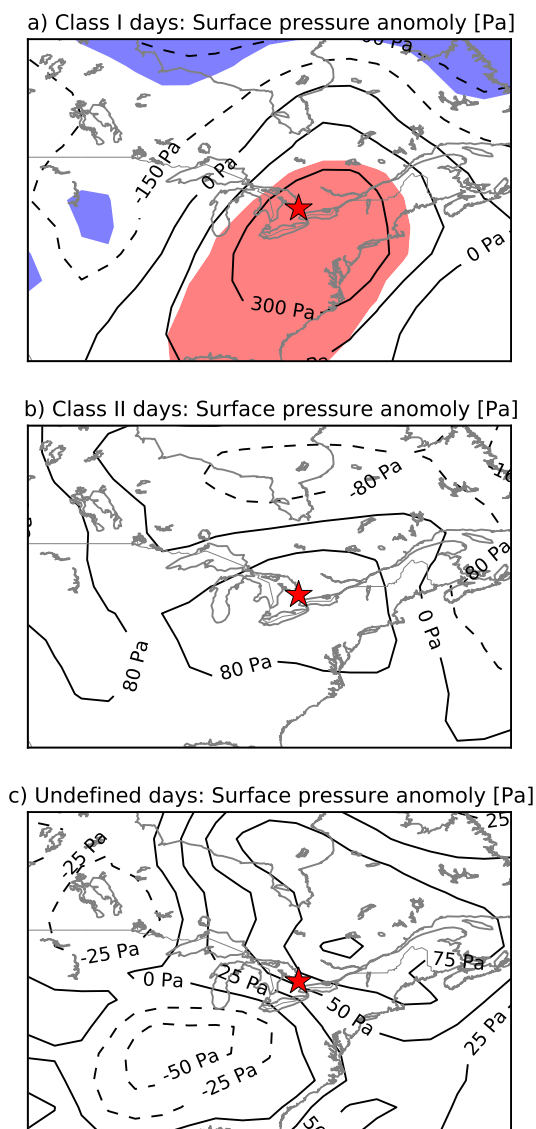 a) Class I days: Surface pressure anomoly [Pa]
-150 Pa
0 Pa
0 Pa
300 Pa
b) Class II days: Surface pressure anomoly [Pa]
-80 Pa
-80 Pa
0 Pa
80 Pa
80 Pa
c) Undefined days: Surface pressure anomoly [Pa]
25
-25 Pa
-25 Pa
75 Pa
0 Pa
25 Pa
50 Pa
25 Pa
-50 Pa
-25 Pa
50